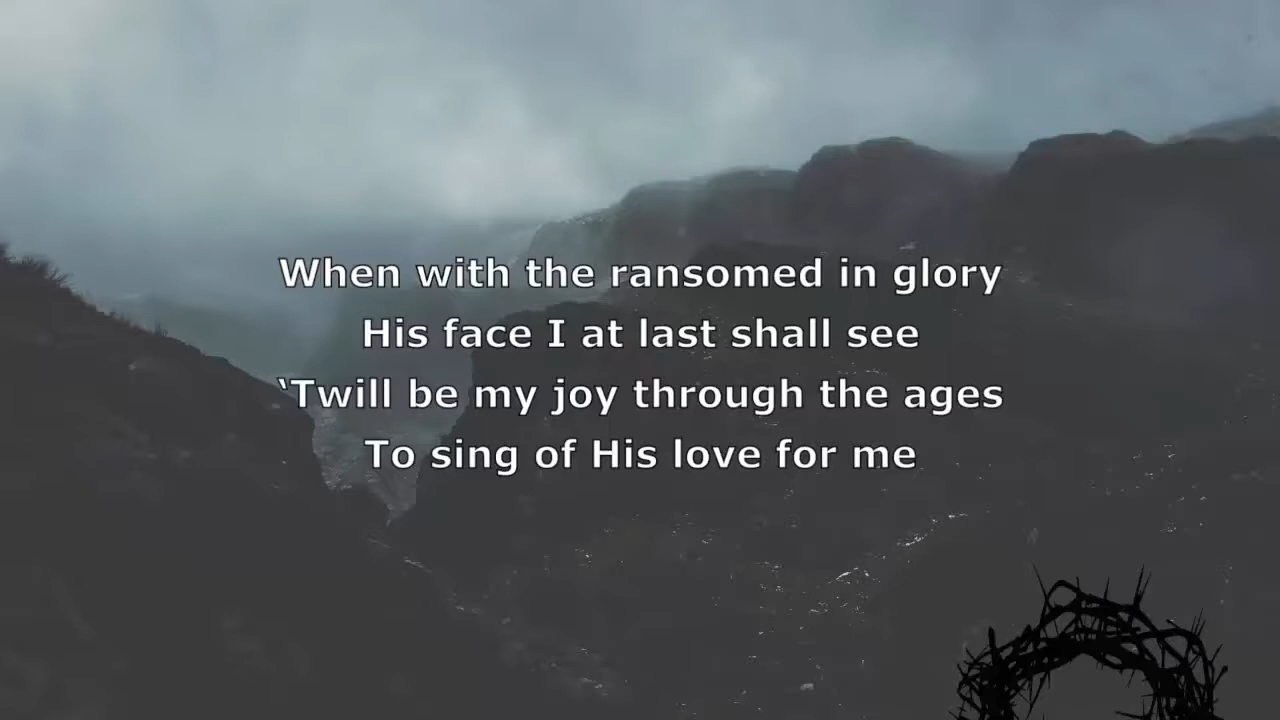 When with the ransomed in glory
His face I at last shall see
‘Twill be my joy through the ages
To sing of His love for me